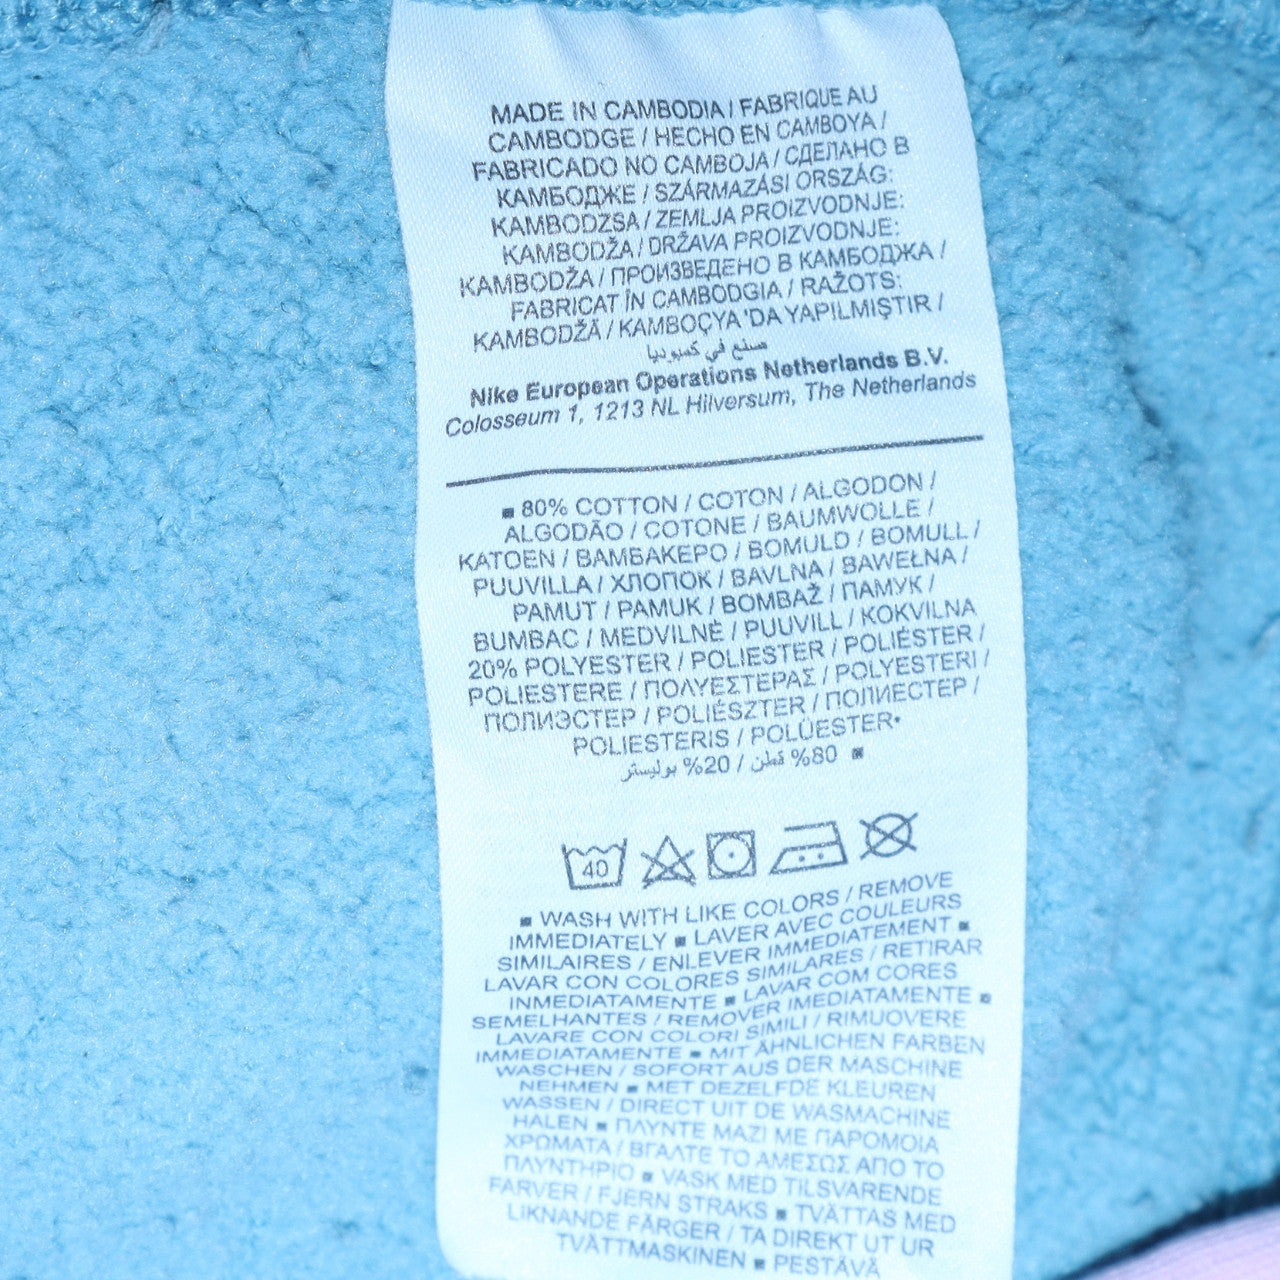 MADE IN CAMBODIA / FABRIQUE AU
CAMBODGE / HECHO EN CAMBOYA /
FABRICADO NO CAMBOJA / СДЕЛАНО В
КАМБОДЖЕ / SZÁRMAZÁSI ORSZÁG:
KAMBODZSA / ZEMLJA PROIZVODNJE:
KAMBODŽA / DRŽAVA PROIZVODNJE:
KAMBODŽA / ПРОИЗВЕДЕНО В КАМБОДЖА /
FABRICAT ÎN CAMBODGIA / RAŽOTS:
KAMBODŽĀ / KAMBOÇYA 'DA YAPILMIŞTIR /
صنع في كمبوديا
Nike European Operations Netherlands B.V.
Colosseum 1, 1213 NL Hilversum, The Netherlands
■ 80% COTTON / COTON / ALGODON /
ALGODÃO / COTONE / BAUMWOLLE /
KATOEN / ΒΑΜΒΑΚΕΡΟ / BOMULD / BOMULL /
PUUVILLA / ХЛОПОК / BAVLNA / BAWEŁNA /
PAMUT / PAMUK / BOMBAŽ / ПАМУК /
BUMBAC / MEDVILNĖ / PUUVILL / KOKVILNA
20% POLYESTER / POLIESTER / POLIÉSTER /
POLIESTERE / ΠΟΛΥΕΣΤΕΡΑΣ / POLYESTERI /
ПОЛИЭСТЕР / POLIÉSZTER / ПОЛИЕСТЕР /
POLIESTERIS / POLÜESTER•
80% قطن / 20% بوليستر ■
40
■ WASH WITH LIKE COLORS / REMOVE
IMMEDIATELY ■ LAVER AVEC COULEURS
SIMILAIRES / ENLEVER IMMEDIATEMENT ■
LAVAR CON COLORES SIMILARES / RETIRAR
INMEDIATAMENTE ■ LAVAR COM CORES
SEMELHANTES / REMOVER IMEDIATAMENTE ■
LAVARE CON COLORI SIMILI / RIMUOVERE
IMMEDIATAMENTE ■ MIT ÄHNLICHEN FARBEN
WASCHEN / SOFORT AUS DER MASCHINE
NEHMEN ■ MET DEZELFDE KLEUREN
WASSEN / DIRECT UIT DE WASMACHINE
HALEN ■ ΠΛΥΝΤΕ ΜΑΖΙ ΜΕ ΠΑΡΟΜΟΙΑ
ΧΡΩΜΑΤΑ / ΒΓΑΛΤΕ ΤΟ ΑΜΕΣΩΣ ΑΠΟ ΤΟ
ΠΛΥΝΤΗΡΙΟ ■ VASK MED TILSVARENDE
FARVER / FJERN STRAKS ■ TVÄTTAS MED
LIKNANDE FÄRGER / TA DIREKT UT UR
TVÄTTMASKINEN ■ PESTÄVÄ